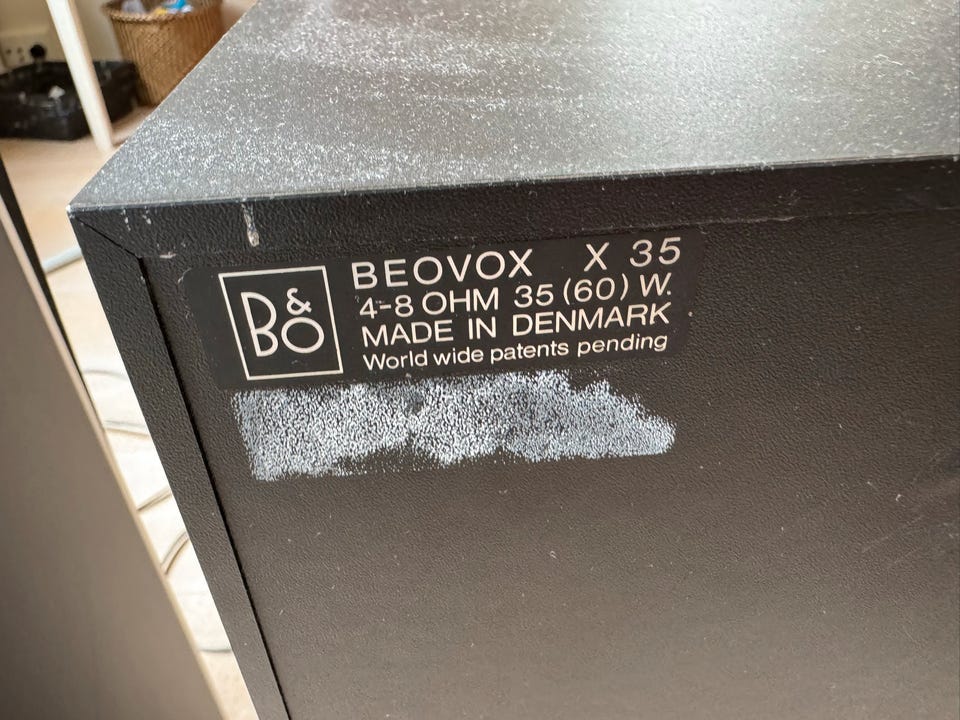 B&O
BEOVOX X 35
4-8 OHM 35 (60) W.
MADE IN DENMARK
World wide patents pending